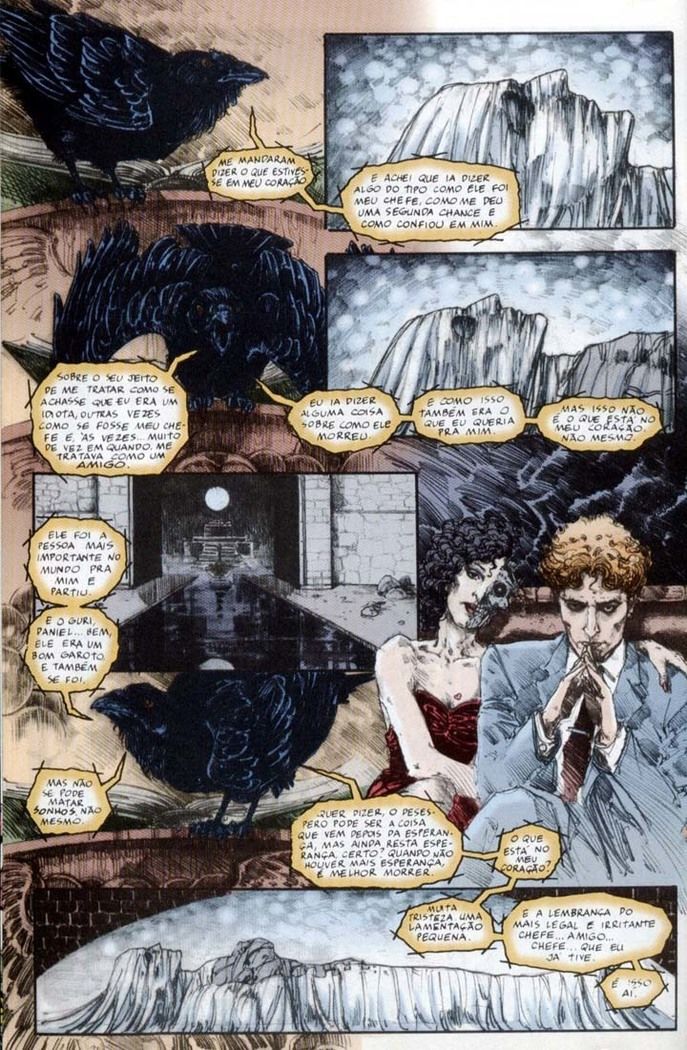 ME MANDARAM
DIZER O QUE ESTIVES-
SE EM MEU CORAÇÃO
E ACHEI QUE IA DIZER
ALGO DO TIPO COMO ELE FOI
MEU CHEFE, COMO ME DEU
UMA SEGUNDA CHANCE E
COMO CONFIOU EM MIM.
SOBRE O SEU JEITO
DE ME TRATAR COMO SE
ACHASSE QUE EU ERA UM
IDIOTA, OUTRAS VEZES
COMO SE FOSSE MEU CHE-
FE E, ÀS VEZES... MUITO
DE VEZ EM QUANDO, ME
TRATAVA COMO UM
AMIGO.
EU IA DIZER
ALGUMA COISA
SOBRE COMO ELE
MORREU.
E COMO ISSO
TAMBÉM ERA O
QUE EU QUERIA
PRA MIM.
MAS ISSO NÃO
É O QUE ESTÁ NO
MEU CORAÇÃO,
NÃO MESMO.
ELE FOI A
PESSOA MAIS
IMPORTANTE NO
MUNDO PRA
MIM E
PARTIU.
E O GURI,
DANIEL... BEM,
ELE ERA UM
BOM GAROTO.
E TAMBÉM
SE FOI.
MAS NÃO
SE PODE
MATAR
SONHOS, NÃO
MESMO.
QUER DIZER, O DESES-
PERO PODE SER A COISA
QUE VEM DEPOIS DA ESPERAN-
ÇA, MAS AINDA RESTA ESPE-
RANÇA, CERTO? QUANDO NÃO
HOUVER MAIS ESPERANÇA,
É MELHOR MORRER.
O QUE
ESTÁ NO
MEU
CORAÇÃO?
MUITA
TRISTEZA. UMA
LAMENTAÇÃO
PEQUENA.
E A LEMBRANÇA DO
MAIS LEGAL E IRRITANTE
CHEFE... AMIGO...
CHEFE... QUE EU
JÁ TIVE.
É ISSO
AÍ.